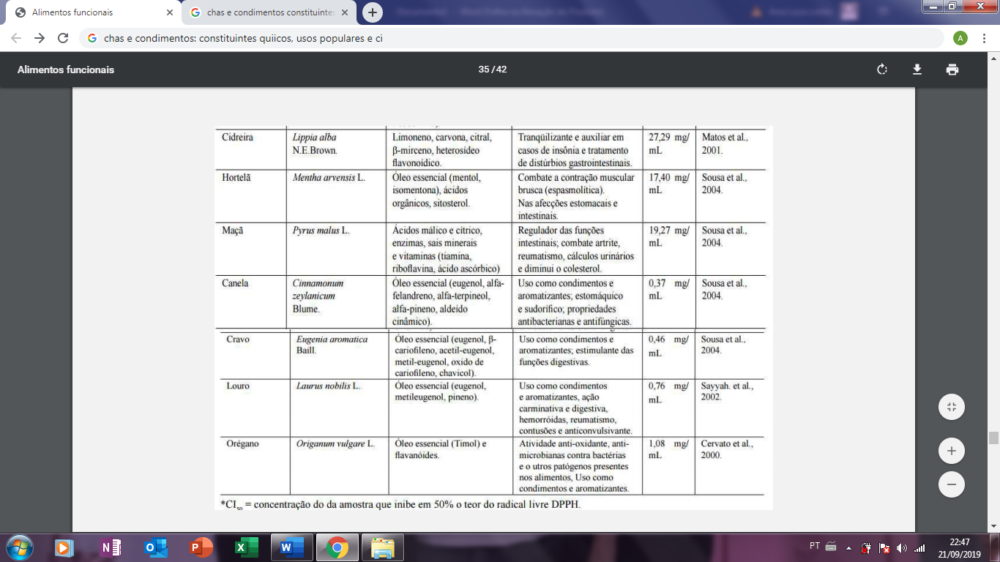 Alimentos funcionais
chas e condimentos constituintes
chas e condimentos: constituintes quiicos, usos populares e ci
A
Alimentos funcionais
35 / 42
Cidreira
Lippia alba
N.E.Brown.
Limoneno, carvona, citral,
β-mirceno, heterosídeo
flavonoídico.
Tranqüilizante e auxiliar em
casos de insônia e tratamento
de distúrbios gastrointestinais.
27,29 mg/
mL
Matos et al.,
2001.
Hortelã
Mentha arvensis L.
Óleo essencial (mentol,
isomentona), ácidos
orgânicos, sitosterol.
Combate a contração muscular
brusca (espasmolítica).
Nas afecções estomacais e
intestinais.
17,40 mg/
mL
Sousa et al.,
2004.
Maçã
Pyrus malus L.
Ácidos málico e cítrico,
enzimas, sais minerais
e vitaminas (tiamina,
riboflavina, ácido ascórbico)
Regulador das funções
intestinais; combate artrite,
reumatismo, cálculos urinários
e diminui o colesterol.
19,27 mg/
mL
Sousa et al.,
2004.
Canela
Cinnamonum
zeylanicum
Blume.
Óleo essencial (eugenol, alfa-
felandreno, alfa-terpineol,
alfa-pineno, aldeido
cinâmico).
Uso como condimentos e
aromatizantes; estomáquico
e sudorífico; propriedades
antibacterianas e antifúngicas.
0,37 mg/
mL
Sousa et al.,
2004.
Cravo
Eugenia aromatica
Baill.
Óleo essencial (eugenol, β-
cariofileno, acetil-eugenol,
metil-eugenol, oxido de
cariofileno, chavicol).
Uso como condimentos e
aromatizantes; estimulante das
funções digestivas.
0,46 mg/
mL
Sousa et al.,
2004.
Louro
Laurus nobilis L.
Óleo essencial (eugenol,
metileugenol, pineno).
Uso como condimentos
e aromatizantes, ação
carminativa e digestiva,
hemorróidas, reumatismo,
contusões e anticonvulsivante.
0,76 mg/
mL
Sayyah. et al.,
2002.
Orégano
Origanum vulgare L.
Óleo essencial (Timol) e
flavanóides.
Atividade anti-oxidante, anti-
microbianas contra bactérias
e o utros patógenos presentes
nos alimentos, Uso como
condimentos e aromatizantes.
1,08 mg/
mL
Cervato et al.,
2000.
*CI50 = concentração do da amostra que inibe em 50% o teor do radical livre DPPH.
PT
22:47
21/09/2019